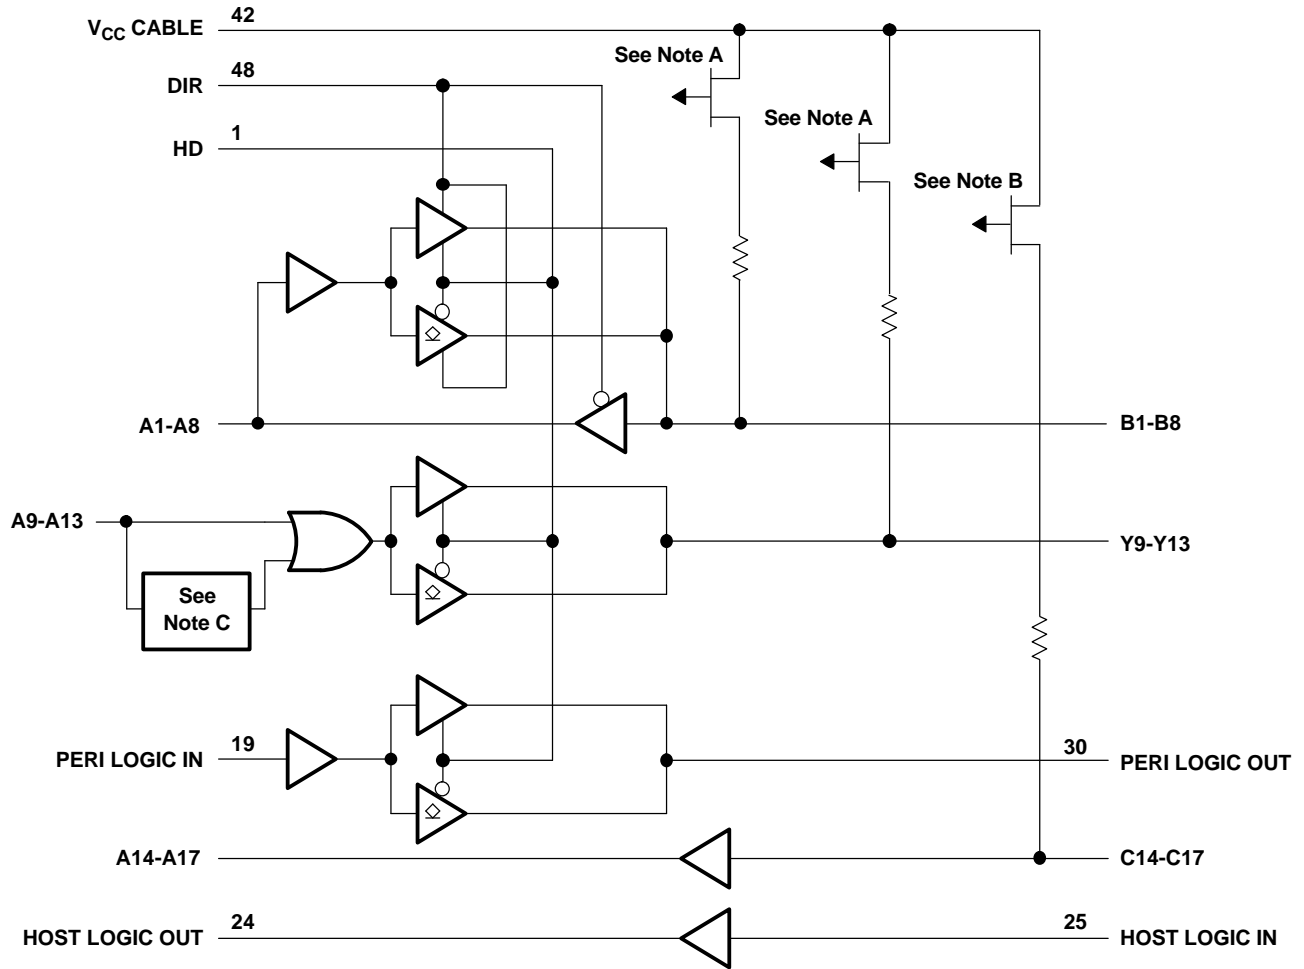 V_CC CABLE 42
DIR 48
HD 1
See Note A
See Note A
See Note B
A1-A8
B1-B8
A9-A13
Y9-Y13
See
Note C
PERI LOGIC IN 19
30 PERI LOGIC OUT
A14-A17
C14-C17
HOST LOGIC OUT 24
25 HOST LOGIC IN